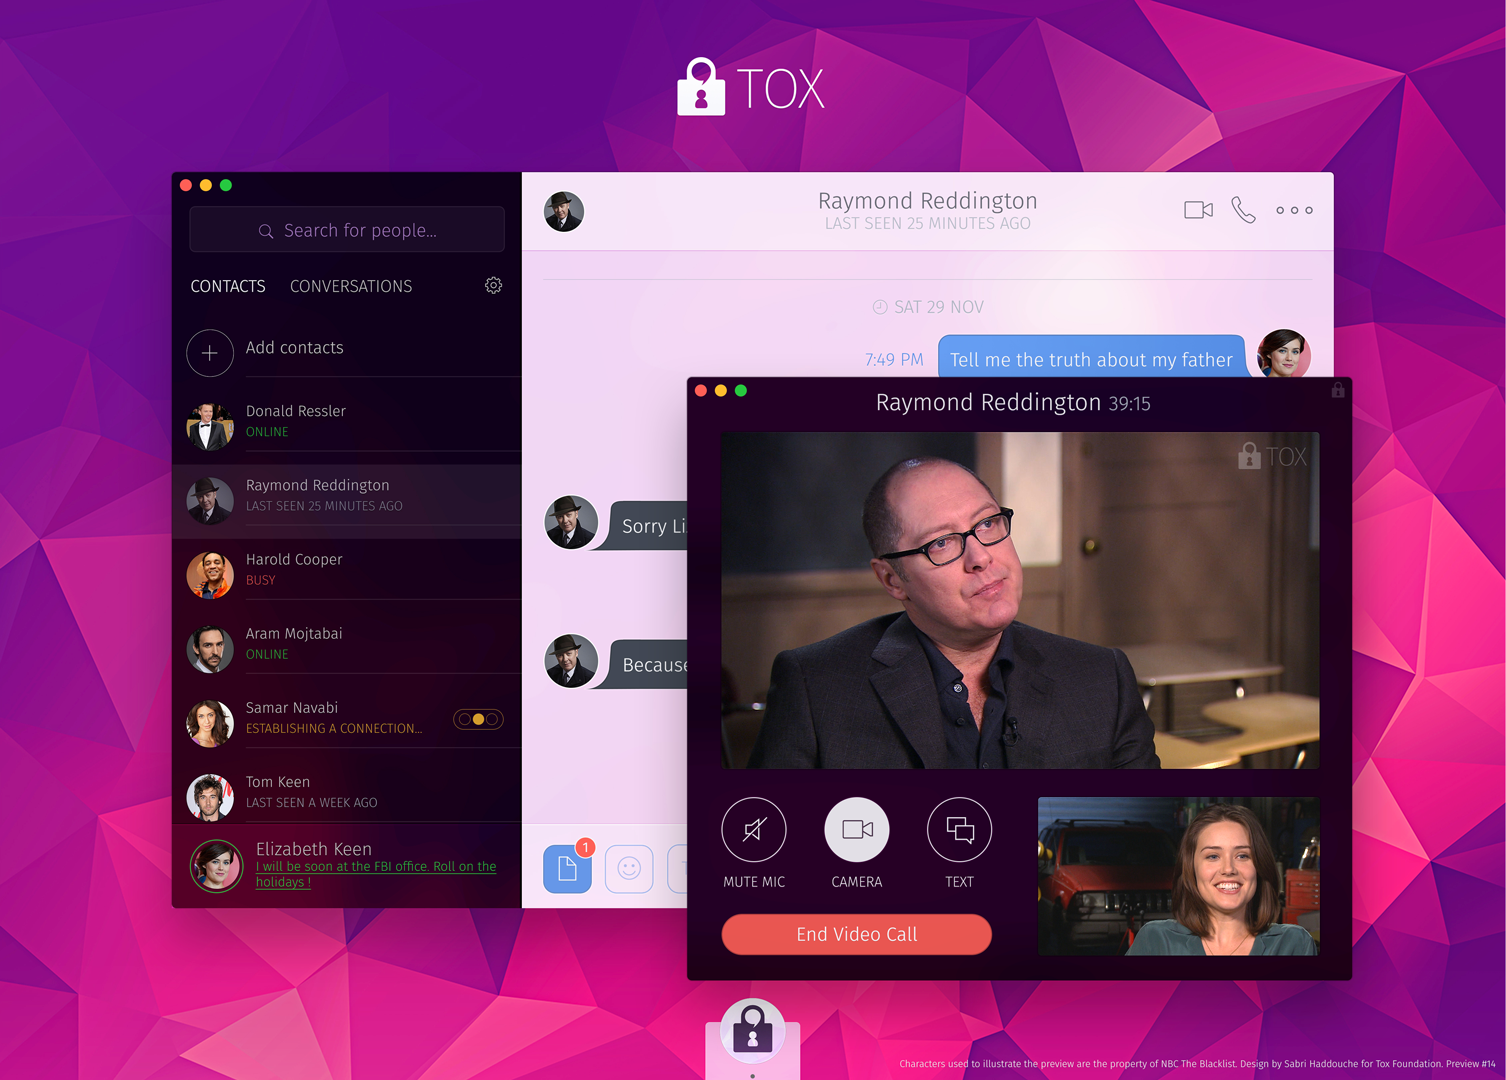 TOX
Search for people...
CONTACTS CONVERSATIONS
Add contacts
Donald Ressler
ONLINE
Raymond Reddington
LAST SEEN 25 MINUTES AGO
Harold Cooper
BUSY
Aram Mojtabai
ONLINE
Samar Navabi
ESTABLISHING A CONNECTION...
Tom Keen
LAST SEEN A WEEK AGO
Elizabeth Keen
I will be soon at the FBI office. Roll on the
holidays !
Raymond Reddington
LAST SEEN 25 MINUTES AGO
SAT 29 NOV
7:49 PM Tell me the truth about my father
Sorry Li
Because
1
Raymond Reddington 39:15
TOX
MUTE MIC CAMERA TEXT
End Video Call
Characters used to illustrate the preview are the property of NBC The Blacklist. Design by Sabri Haddouche for Tox Foundation. Preview #14